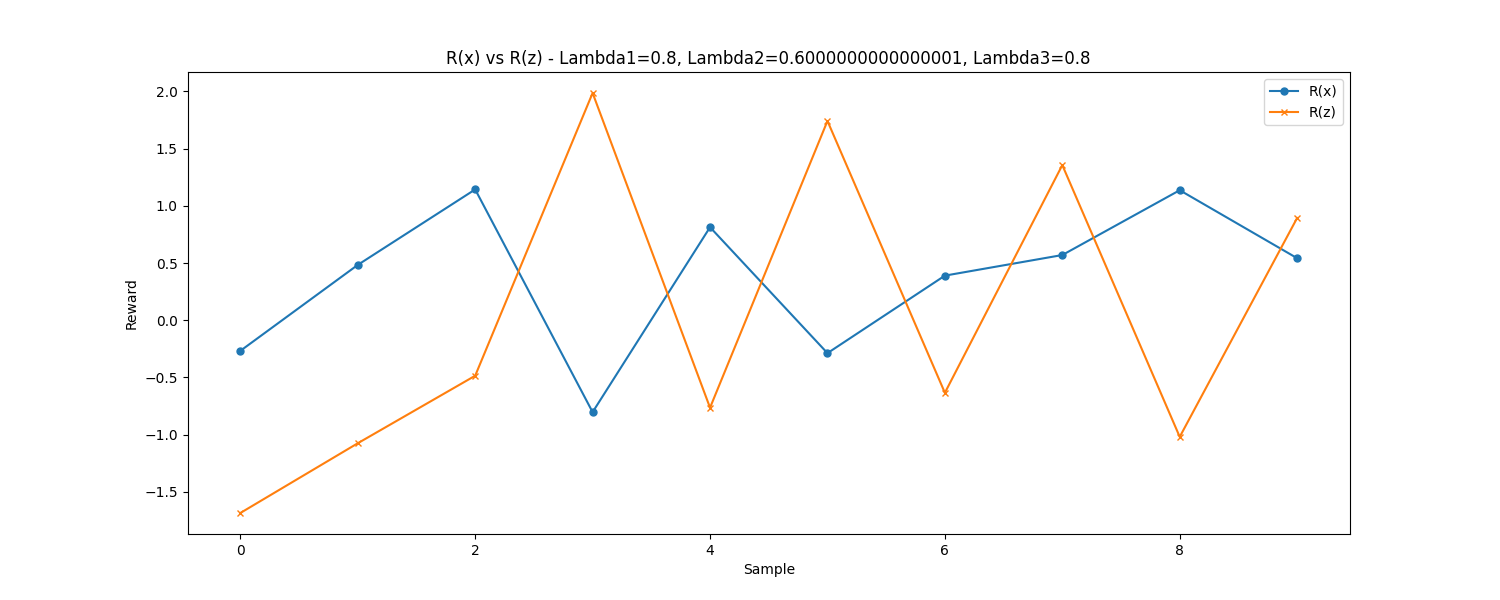 R(x) vs R(z) - Lambda1=0.8, Lambda2=0.6000000000000001, Lambda3=0.8
R(x)
R(z)
Reward
2.0
1.5
1.0
0.5
0.0
−0.5
−1.0
−1.5
0 2 4 6 8
Sample